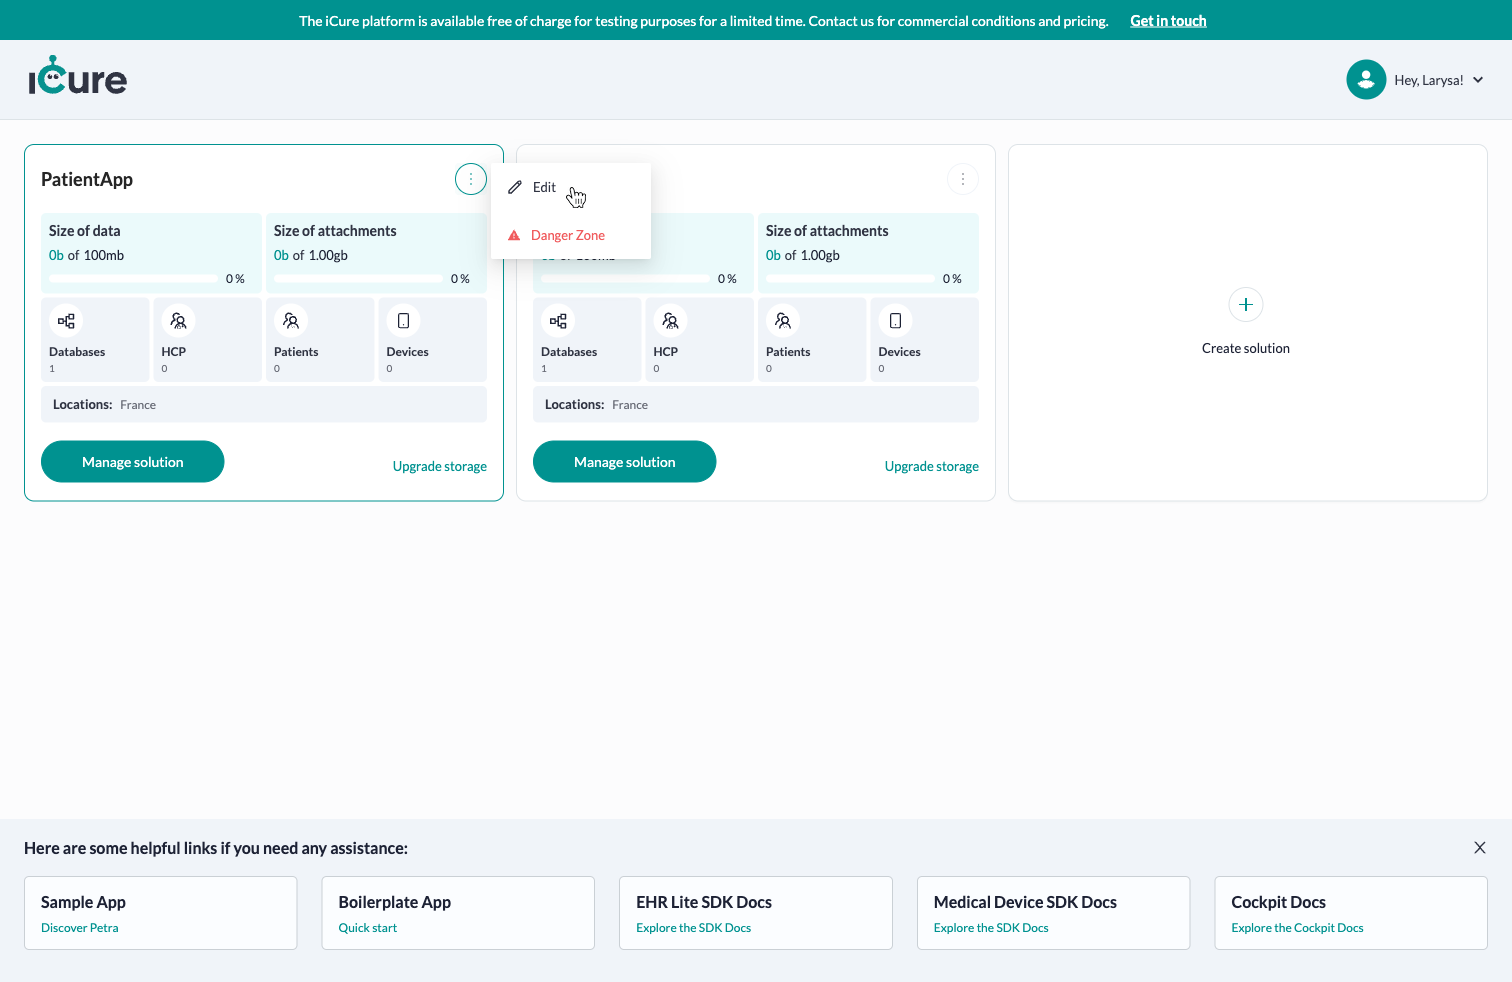 The iCure platform is available free of charge for testing purposes for a limited time. Contact us for commercial conditions and pricing. Get in touch
iCure
Hey, Larysa!
PatientApp
Edit
Danger Zone
Size of data
0b of 100mb
0 %
Size of attachments
0b of 1.00gb
0 %
Databases
1
HCP
0
Patients
0
Devices
0
Locations: France
Manage solution
Upgrade storage
Size of attachments
0b of 1.00gb
0 %
0 %
Databases
1
HCP
0
Patients
0
Devices
0
Locations: France
Manage solution
Upgrade storage
Create solution
Here are some helpful links if you need any assistance:
Sample App
Discover Petra
Boilerplate App
Quick start
EHR Lite SDK Docs
Explore the SDK Docs
Medical Device SDK Docs
Explore the SDK Docs
Cockpit Docs
Explore the Cockpit Docs